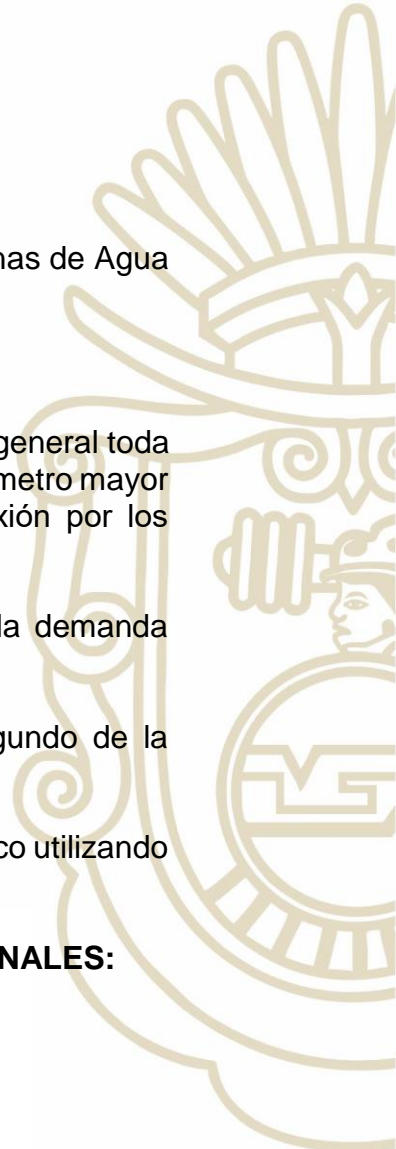 nas de Agua
general toda
metro mayor
xión por los
la demanda
gundo de la
co utilizando
NALES: